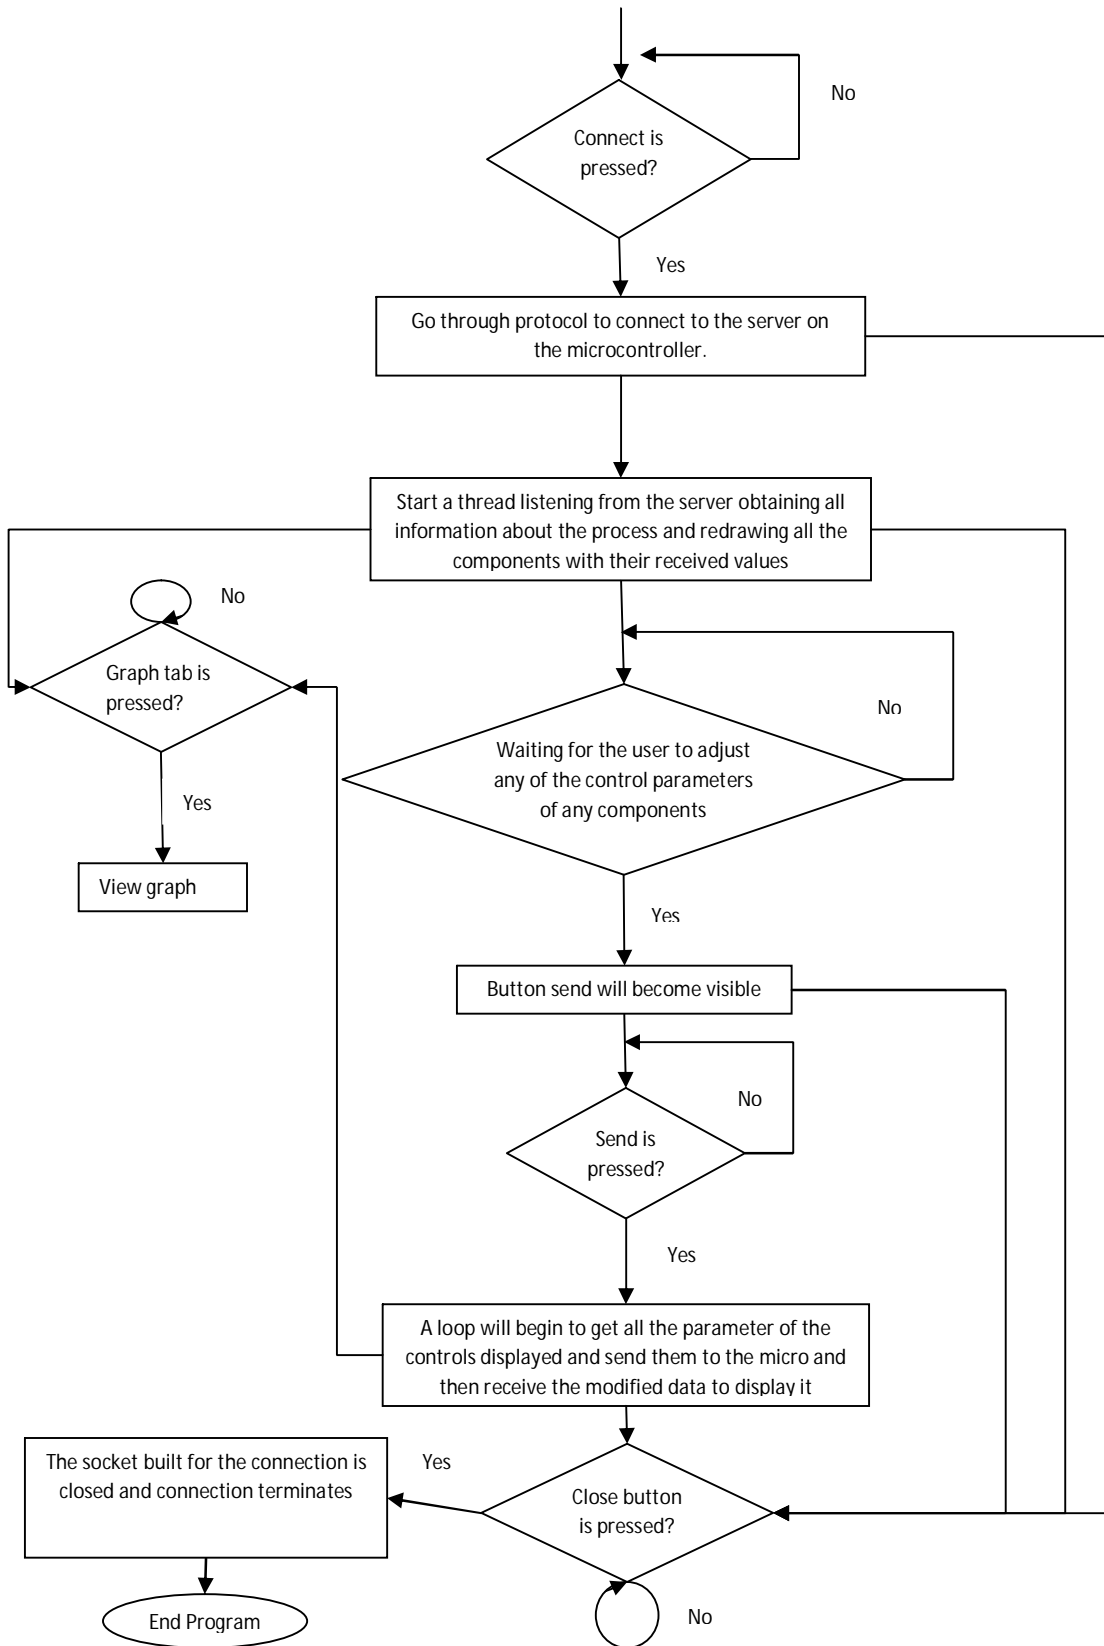 No
Connect is
pressed?
Yes
Go through protocol to connect to the server on
the microcontroller.
Start a thread listening from the server obtaining all
information about the process and redrawing all the
components with their received values
No
Graph tab is
pressed?
No
Waiting for the user to adjust
any of the control parameters
of any components
Yes
View graph
Yes
Button send will become visible
No
Send is
pressed?
Yes
A loop will begin to get all the parameter of the
controls displayed and send them to the micro and
then receive the modified data to display it
The socket built for the connection is
closed and connection terminates
Yes
Close button
is pressed?
No
End Program